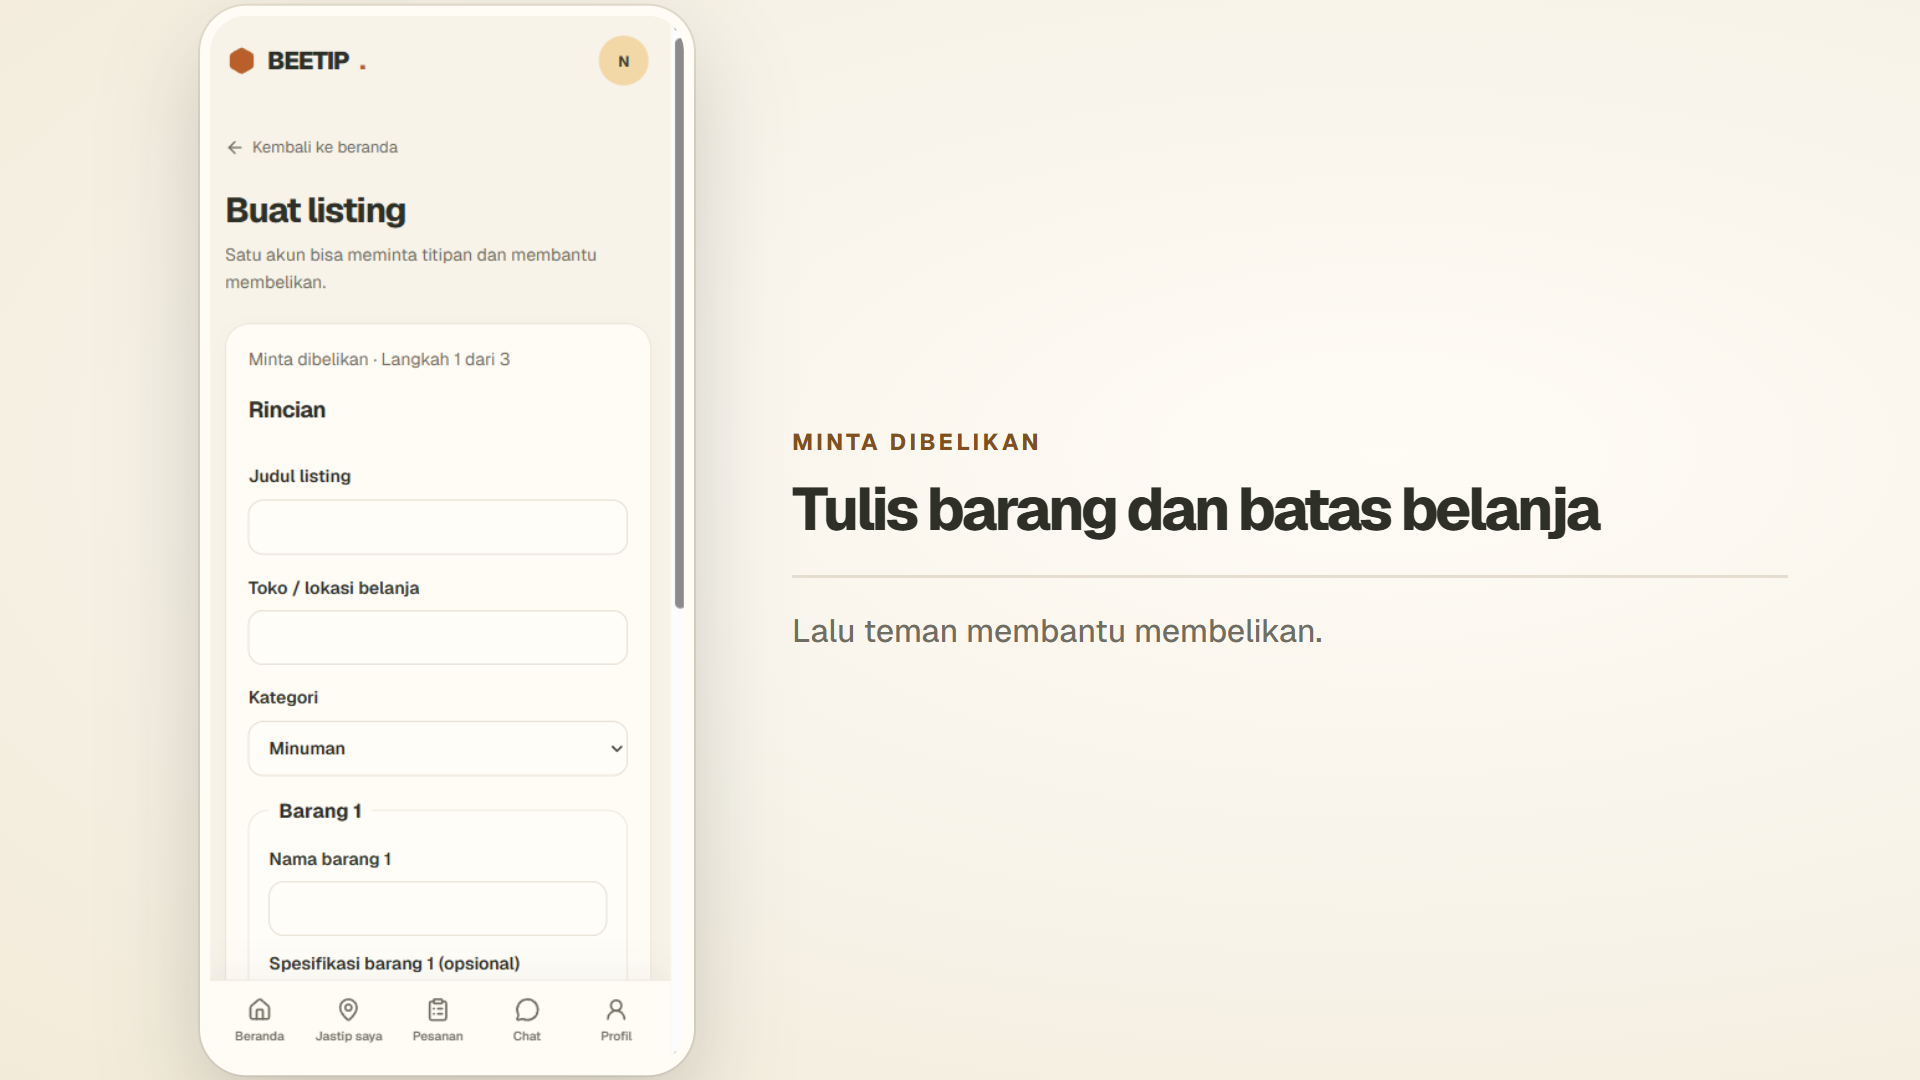 BEETIP .
N
Kembali ke beranda
Buat listing
Satu akun bisa meminta titipan dan membantu
membelikan.
Minta dibelikan · Langkah 1 dari 3
Rincian
Judul listing
Toko / lokasi belanja
Kategori
Minuman
Barang 1
Nama barang 1
Spesifikasi barang 1 (opsional)
Beranda
Jastip saya
Pesanan
Chat
Profil
MINTA DIBELIKAN
Tulis barang dan batas belanja
Lalu teman membantu membelikan.